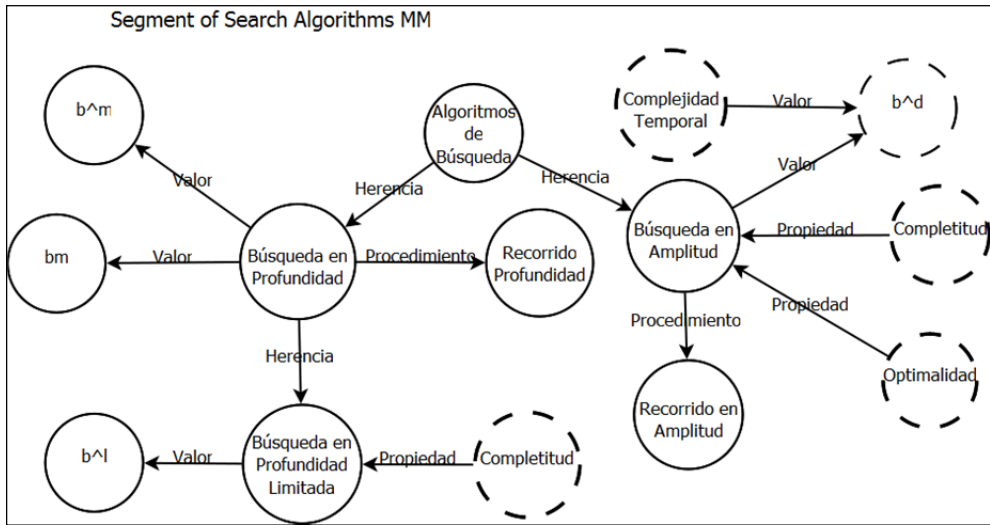 Segment of Search Algorithms MM
b^m
Algoritmos
de
Búsqueda
Complejidad
Temporal
Valor
b^d
Valor
Herencia
Herencia
Valor
bm
Valor
Búsqueda en
Profundidad
Procedimiento
Recorrido
Profundidad
Búsqueda en
Amplitud
Propiedad
Completitud
Propiedad
Procedimiento
Herencia
Optimalidad
Recorrido en
Amplitud
b^l
Valor
Búsqueda en
Profundidad
Limitada
Propiedad
Completitud